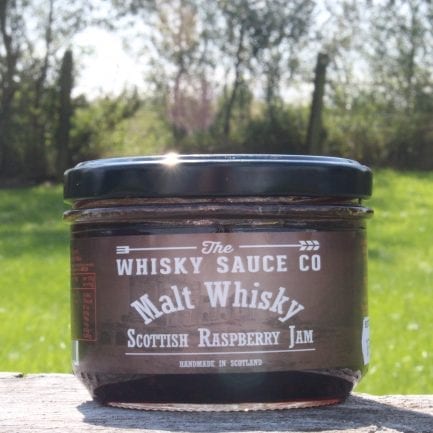 The
WHISKY SAUCE CO
Malt Whisky
SCOTTISH RASPBERRY JAM
HANDMADE IN SCOTLAND